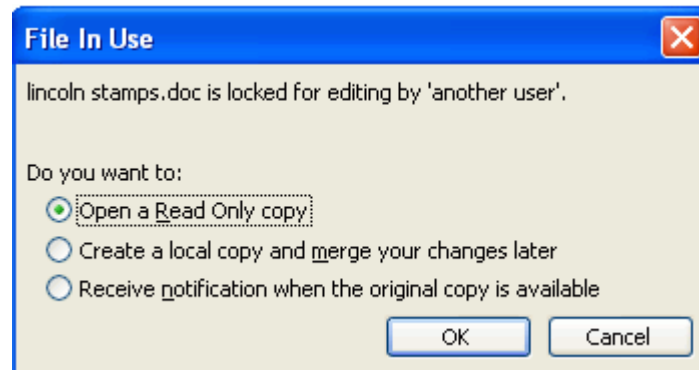 File In Use
lincoln stamps.doc is locked for editing by 'another user'.
Do you want to:
Open a Read Only copy
Create a local copy and merge your changes later
Receive notification when the original copy is available
OK Cancel